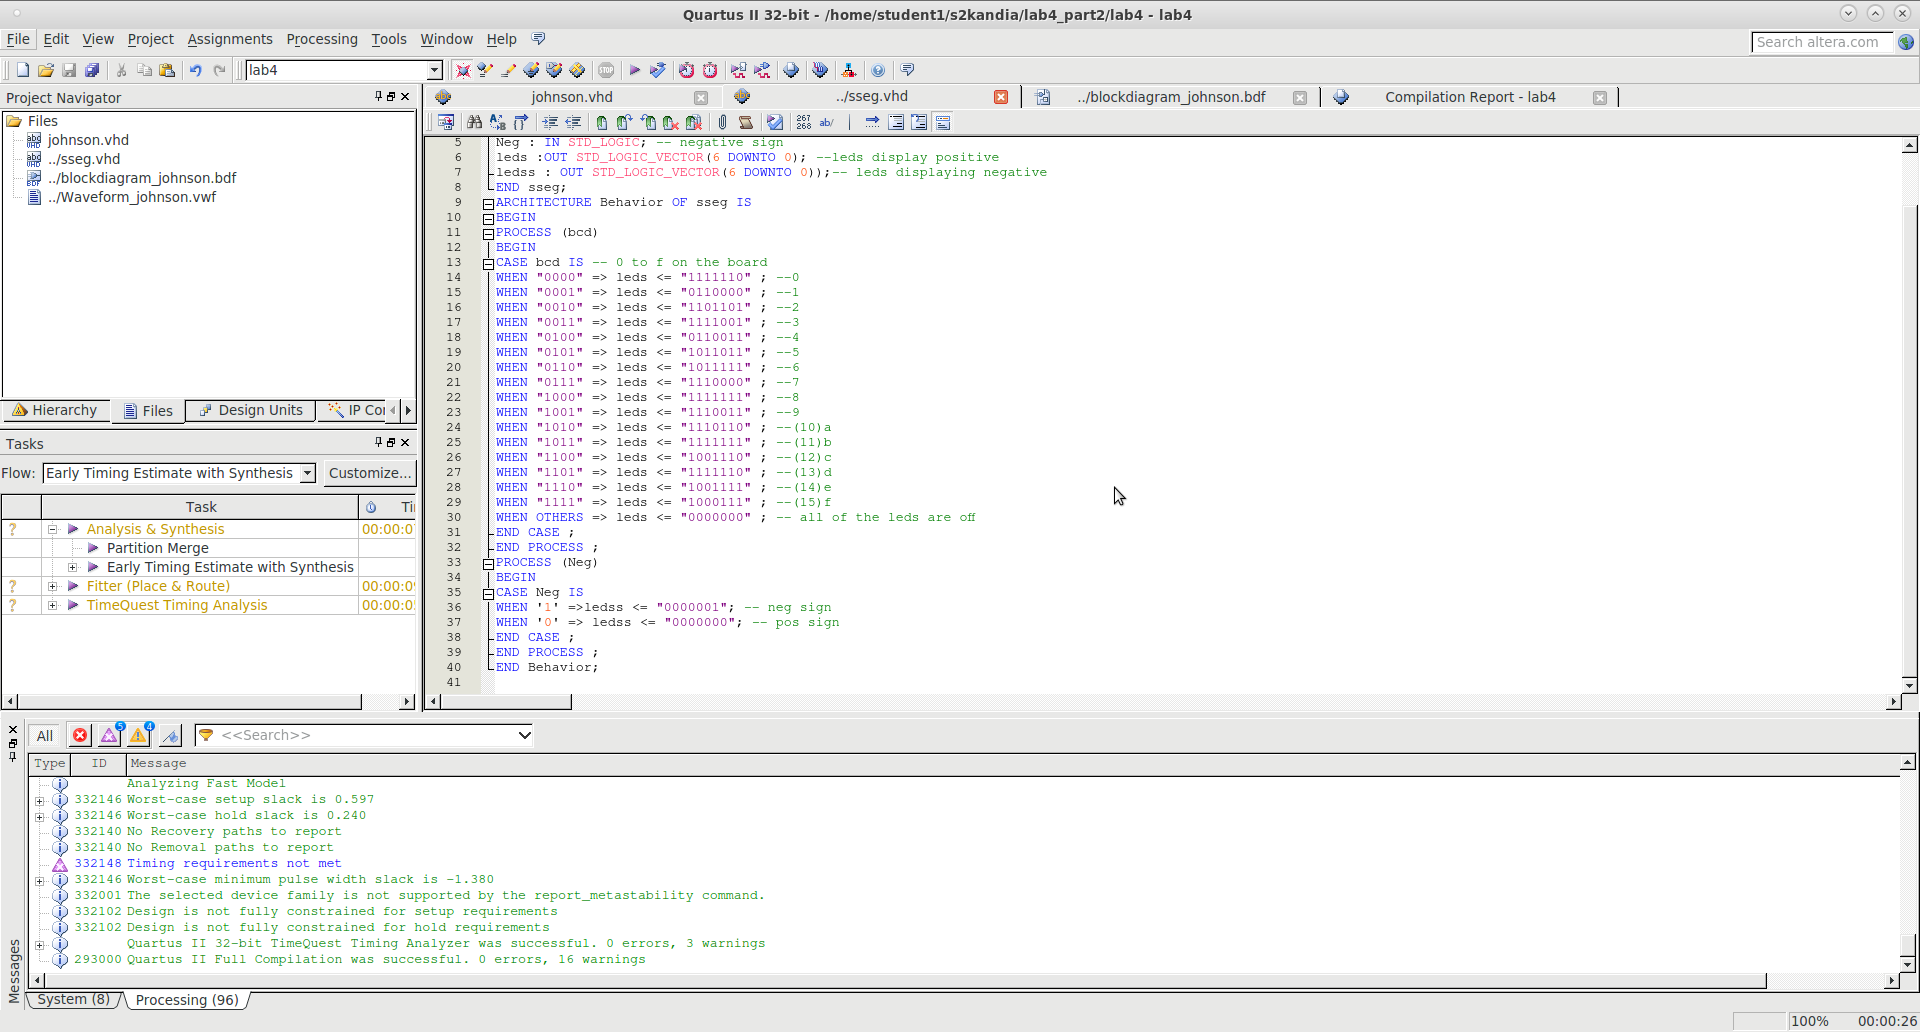 Quartus II 32-bit - /home/student1/s2kandia/lab4_part2/lab4 - lab4
File Edit View Project Assignments Processing Tools Window Help
Search altera.com
lab4
Project Navigator
Files
johnson.vhd
../sseg.vhd
../blockdiagram_johnson.bdf
../Waveform_johnson.vwf
Hierarchy Files Design Units IP Co
Tasks
Flow: Early Timing Estimate with Synthesis Customize...
Task Ti
Analysis & Synthesis 00:00:0
Partition Merge
Early Timing Estimate with Synthesis
Fitter (Place & Route) 00:00:0
TimeQuest Timing Analysis 00:00:0
johnson.vhd ../sseg.vhd ../blockdiagram_johnson.bdf Compilation Report - lab4
5 Neg : IN STD_LOGIC; -- negative sign
6 leds :OUT STD_LOGIC_VECTOR(6 DOWNTO 0); --leds display positive
7 ledss : OUT STD_LOGIC_VECTOR(6 DOWNTO 0));-- leds displaying negative
8 END sseg;
9 ARCHITECTURE Behavior OF sseg IS
10 BEGIN
11 PROCESS (bcd)
12 BEGIN
13 CASE bcd IS -- 0 to f on the board
14 WHEN "0000" => leds <= "1111110" ; --0
15 WHEN "0001" => leds <= "0110000" ; --1
16 WHEN "0010" => leds <= "1101101" ; --2
17 WHEN "0011" => leds <= "1111001" ; --3
18 WHEN "0100" => leds <= "0110011" ; --4
19 WHEN "0101" => leds <= "1011011" ; --5
20 WHEN "0110" => leds <= "1011111" ; --6
21 WHEN "0111" => leds <= "1110000" ; --7
22 WHEN "1000" => leds <= "1111111" ; --8
23 WHEN "1001" => leds <= "1110011" ; --9
24 WHEN "1010" => leds <= "1110110" ; --(10)a
25 WHEN "1011" => leds <= "1111111" ; --(11)b
26 WHEN "1100" => leds <= "1001110" ; --(12)c
27 WHEN "1101" => leds <= "1111110" ; --(13)d
28 WHEN "1110" => leds <= "1001111" ; --(14)e
29 WHEN "1111" => leds <= "1000111" ; --(15)f
30 WHEN OTHERS => leds <= "0000000" ; -- all of the leds are off
31 END CASE ;
32 END PROCESS ;
33 PROCESS (Neg)
34 BEGIN
35 CASE Neg IS
36 WHEN '1' =>ledss <= "0000001"; -- neg sign
37 WHEN '0' => ledss <= "0000000"; -- pos sign
38 END CASE ;
39 END PROCESS ;
40 END Behavior;
41
All 5 4 <<Search>>
Type ID Message
Analyzing Fast Model
332146 Worst-case setup slack is 0.597
332146 Worst-case hold slack is 0.240
332140 No Recovery paths to report
332140 No Removal paths to report
332148 Timing requirements not met
332146 Worst-case minimum pulse width slack is -1.380
332001 The selected device family is not supported by the report_metastability command.
332102 Design is not fully constrained for setup requirements
332102 Design is not fully constrained for hold requirements
Quartus II 32-bit TimeQuest Timing Analyzer was successful. 0 errors, 3 warnings
293000 Quartus II Full Compilation was successful. 0 errors, 16 warnings
Messages
System (8) Processing (96)
100% 00:00:26